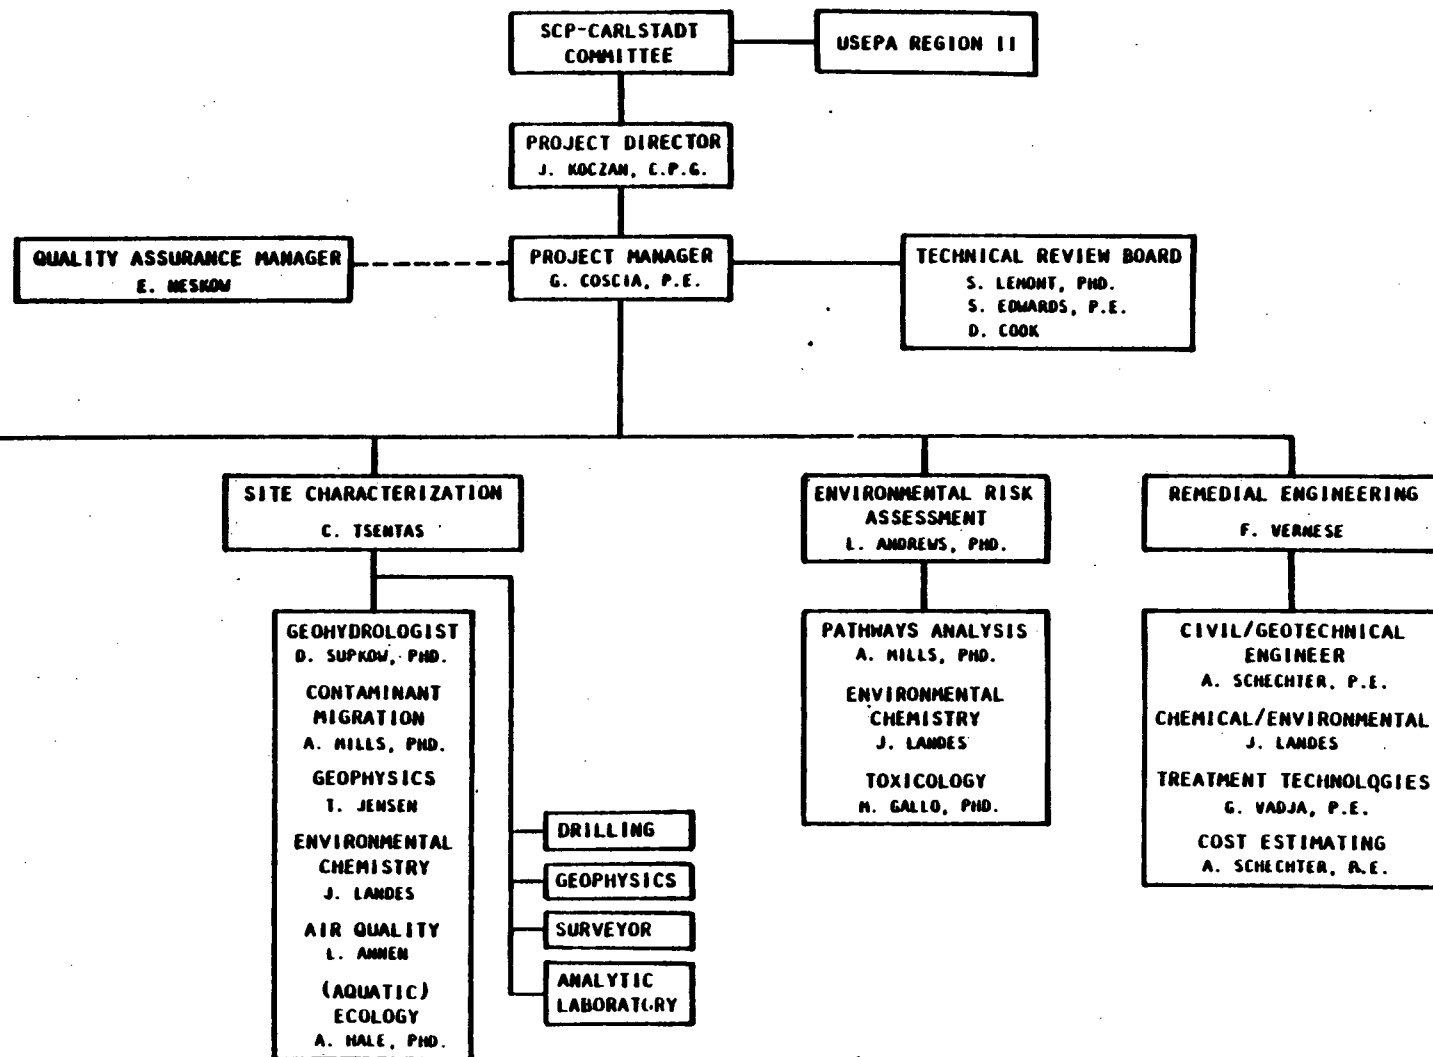 SCP-CARLSTADT
COMMITTEE
USEPA REGION II
PROJECT DIRECTOR
J. KOCZAN, C.P.G.
QUALITY ASSURANCE MANAGER
E. NESKOW
PROJECT MANAGER
G. COSCIA, P.E.
TECHNICAL REVIEW BOARD
S. LEMONT, PHD.
S. EDWARDS, P.E.
D. COOK
SITE CHARACTERIZATION
C. TSENTAS
GEOHYDROLOGIST
D. SUPKOW, PHD.
CONTAMINANT
MIGRATION
A. MILLS, PHD.
GEOPHYSICS
T. JENSEN
ENVIRONMENTAL
CHEMISTRY
J. LANDES
AIR QUALITY
L. ANNEN
(AQUATIC)
ECOLOGY
A. HALE, PHD.
DRILLING
GEOPHYSICS
SURVEYOR
ANALYTIC
LABORATORY
ENVIRONMENTAL RISK
ASSESSMENT
L. ANDREWS, PHD.
PATHWAYS ANALYSIS
A. MILLS, PHD.
ENVIRONMENTAL
CHEMISTRY
J. LANDES
TOXICOLOGY
M. GALLO, PHD.
REMEDIAL ENGINEERING
F. VERNESE
CIVIL/GEOTECHNICAL
ENGINEER
A. SCHECHTER, P.E.
CHEMICAL/ENVIRONMENTAL
J. LANDES
TREATMENT TECHNOLOGIES
G. VADJA, P.E.
COST ESTIMATING
A. SCHECHTER, P.E.